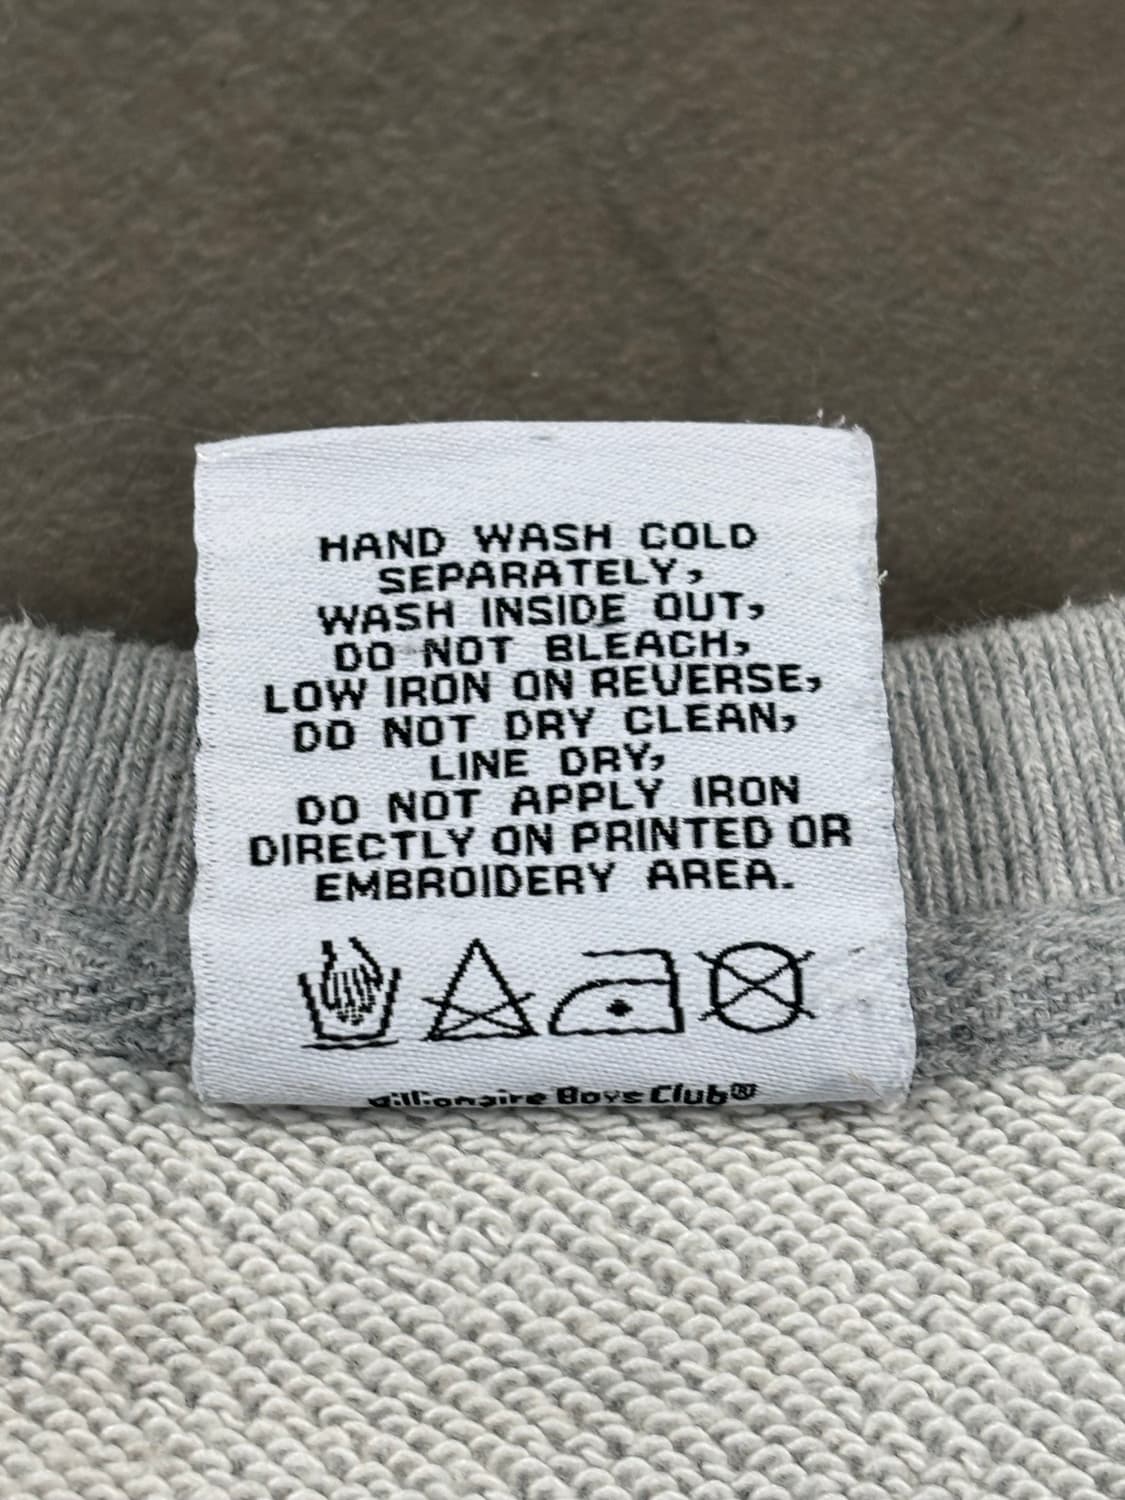 HAND WASH COLD
SEPARATELY,
WASH INSIDE OUT,
DO NOT BLEACH,
LOW IRON ON REVERSE,
DO NOT DRY CLEAN,
LINE DRY,
DO NOT APPLY IRON
DIRECTLY ON PRINTED OR
EMBROIDERY AREA.
Billionaire Boys Club®